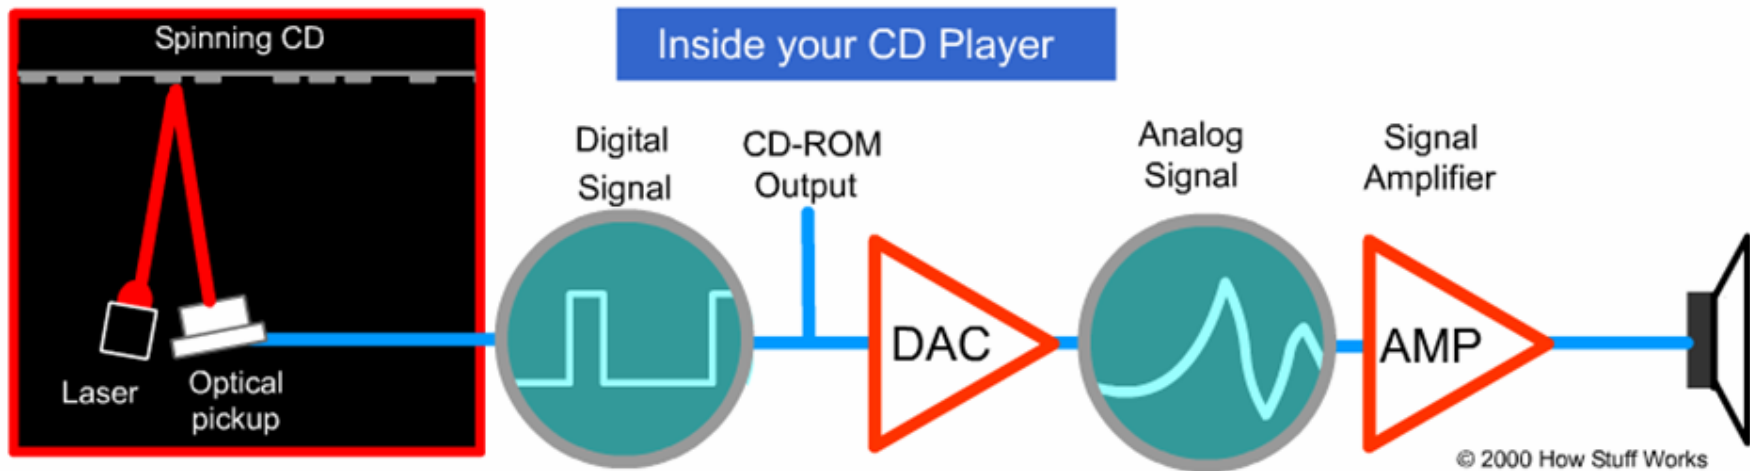 Spinning CD
Inside your CD Player
Digital
Signal
CD-ROM
Output
Analog
Signal
Signal
Amplifier
DAC
AMP
Laser
Optical
pickup
© 2000 How Stuff Works